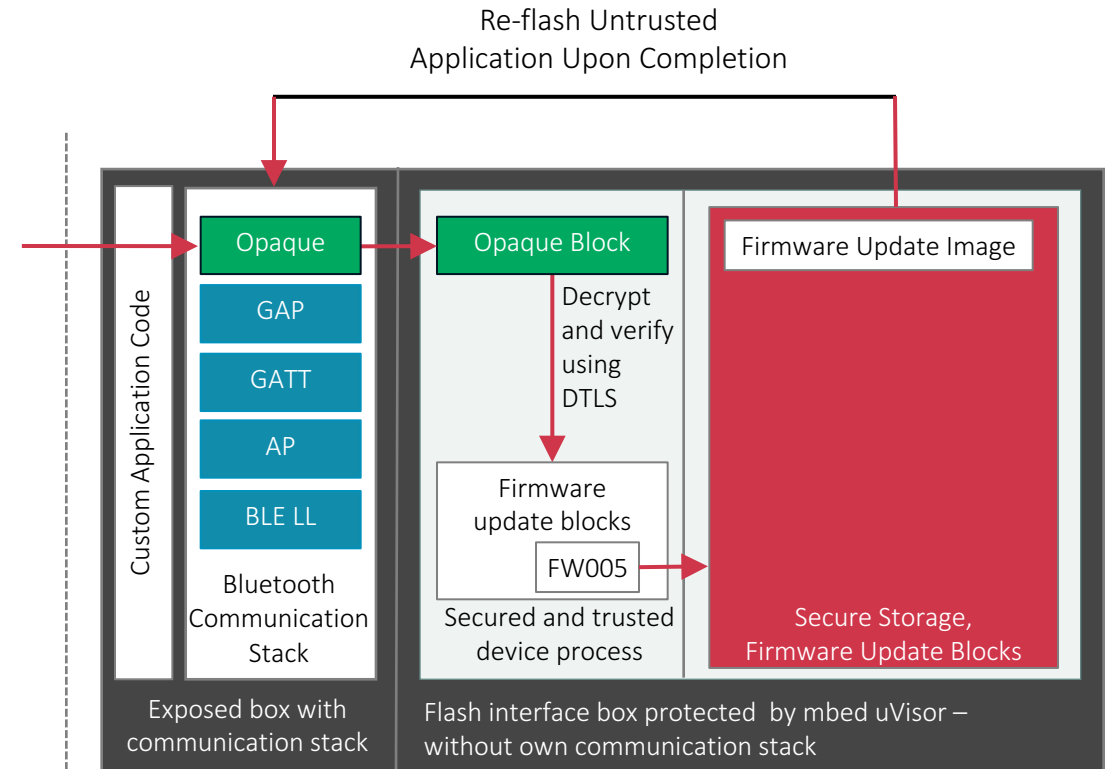 Re-flash Untrusted
Application Upon Completion
Custom Application Code
Opaque
GAP
GATT
AP
BLE LL
Bluetooth
Communication
Stack
Exposed box with
communication stack
Opaque Block
Decrypt
and verify
using
DTLS
Firmware
update blocks
FW005
Secured and trusted
device process
Firmware Update Image
Secure Storage,
Firmware Update Blocks
Flash interface box protected by mbed uVisor –
without own communication stack